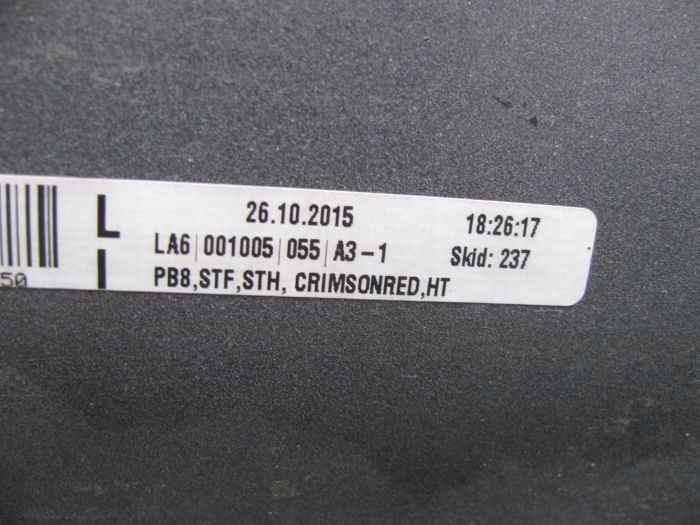 L 26.10.2015 18:26:17
LA6|001005|055|A3-1 Skid: 237
50 PB8,STF,STH, CRIMSONRED,HT